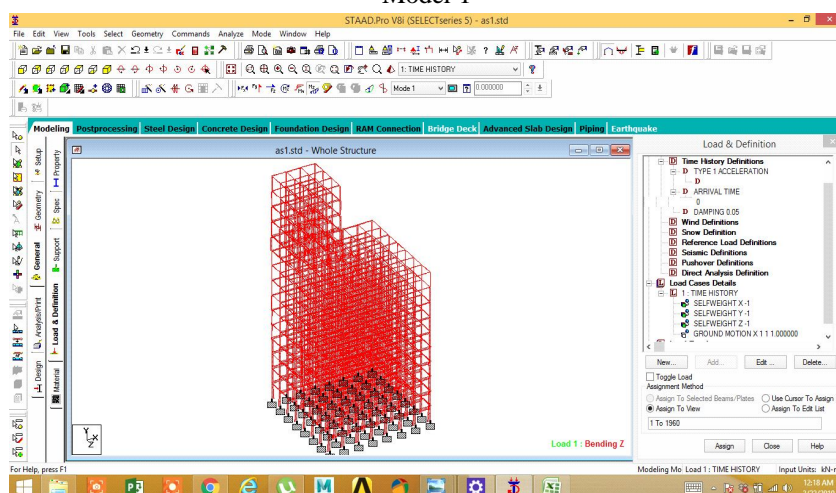 Model 1
STAAD.Pro V8i (SELECTseries 5) - as1.std
File Edit View Tools Select Geometry Commands Analyze Mode Window Help
1: TIME HISTORY
Mode 1
0.000000
Modeling Postprocessing Steel Design Concrete Design Foundation Design RAM Connection Bridge Deck Advanced Slab Design Piping Earthquake
Setup
Geometry
General
Analysis/Print
Design
Property
Spec
Support
Load & Definition
Material
as1.std - Whole Structure
Y
X
Z
Load 1 : Bending Z
Load & Definition
Time History Definitions
TYPE 1 ACCELERATION
D
ARRIVAL TIME
0
DAMPING 0.05
Wind Definitions
Snow Definitions
Reference Load Definitions
Seismic Definitions
Pushover Definitions
Direct Analysis Definition
Load Cases Details
1 : TIME HISTORY
SELFWEIGHT X -1
SELFWEIGHT Y -1
SELFWEIGHT Z -1
GROUND MOTION X 1 1 1.000000
New... Add... Edit ... Delete...
Toggle Load
Assignment Method
Assign To Selected Beams/Plates Use Cursor To Assign
Assign To View Assign To Edit List
1 To 1960
Assign Close Help
For Help, press F1
Modeling Mo Load 1 : TIME HISTORY Input Units: kN-m
12:18 AM